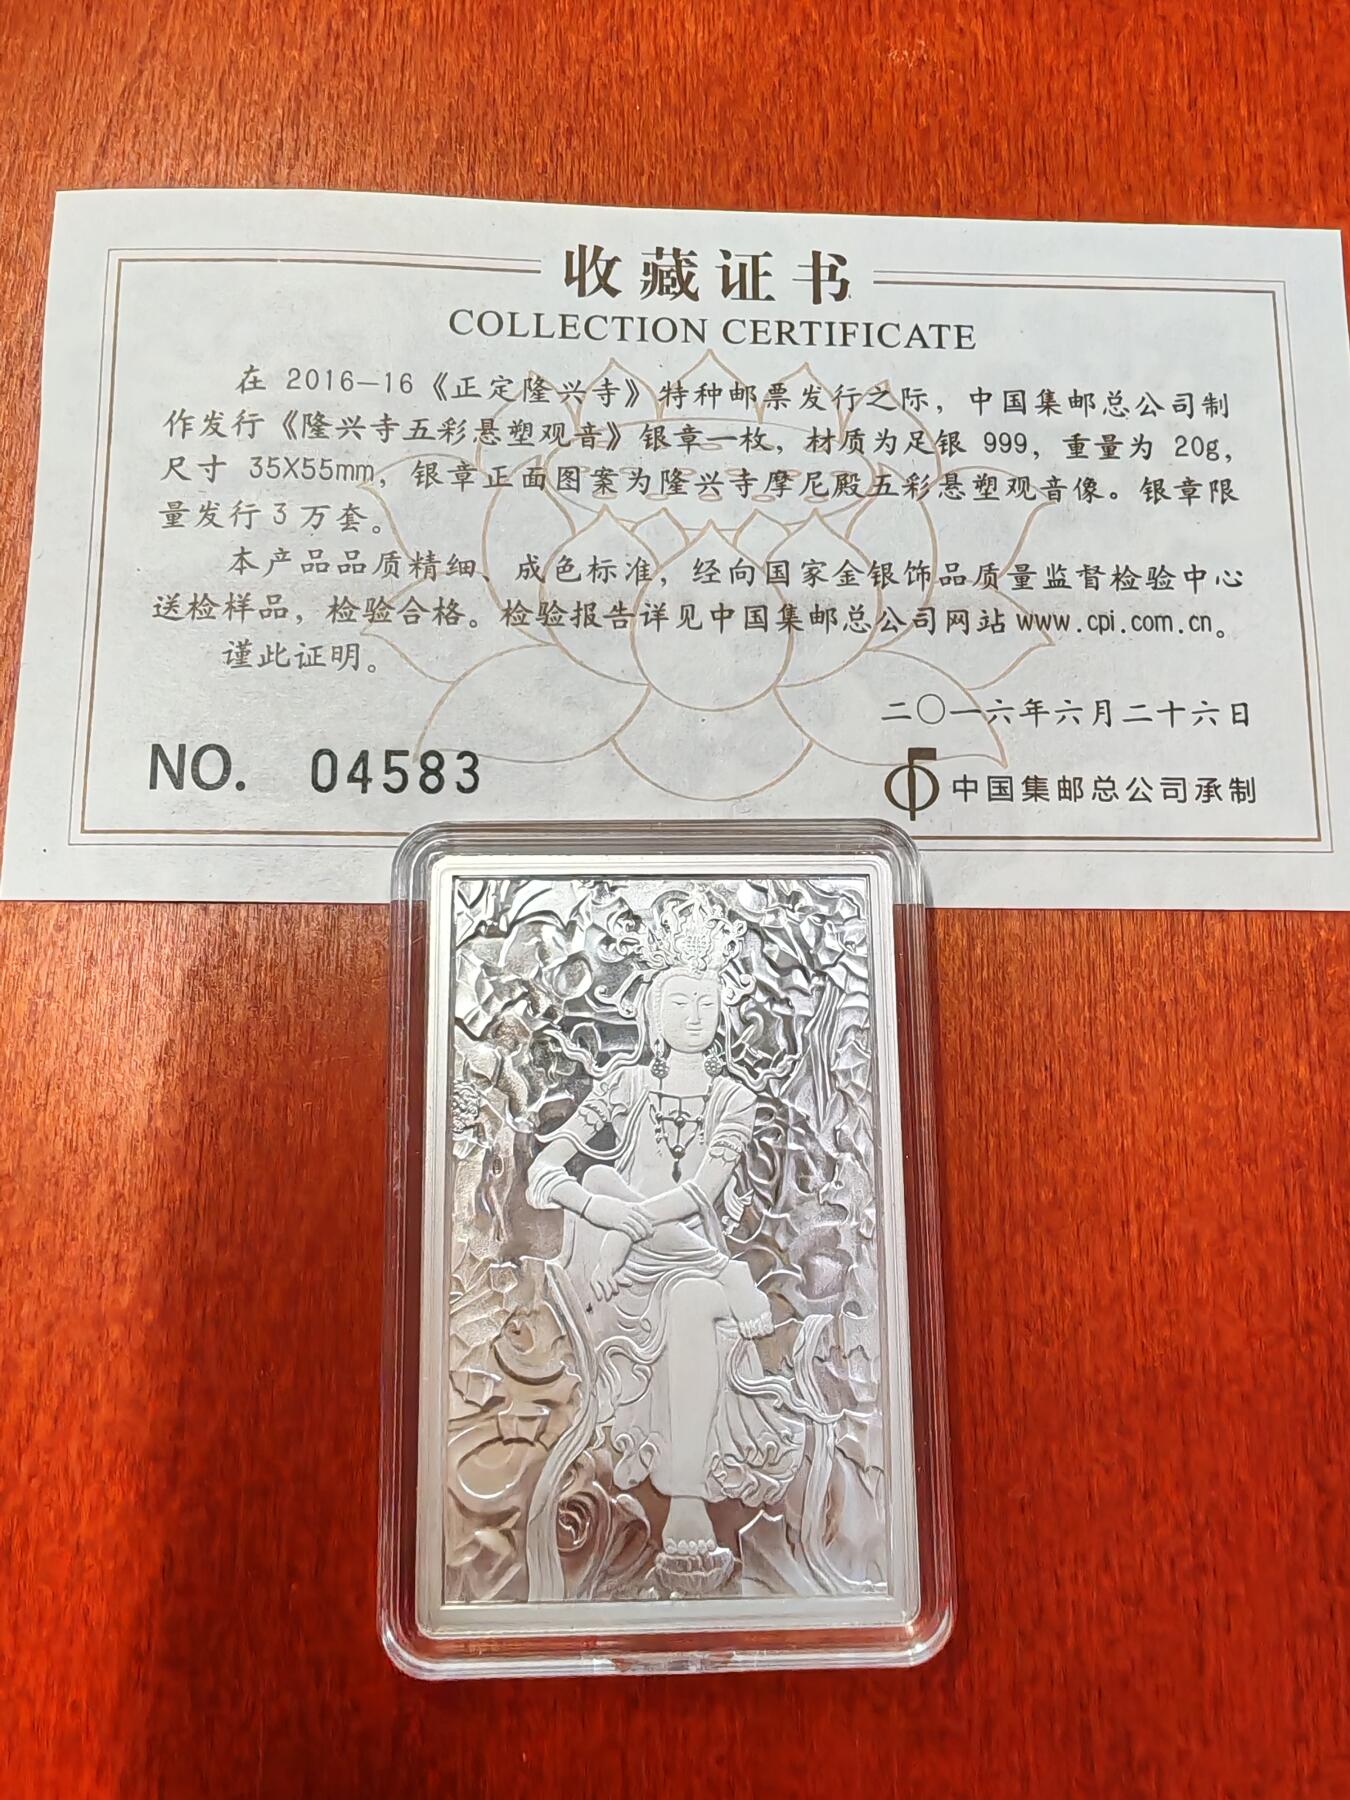 收藏证书
COLLECTION CERTIFICATE
在 2016-16《正定隆兴寺》特种邮票发行之际，中国集邮总公司制
作发行《隆兴寺五彩悬塑观音》银章一枚，材质为足银 999，重量为 20g，
尺寸 35X55mm，银章正面图案为隆兴寺摩尼殿五彩悬塑观音像。银章限
量发行 3 万套。
本产品品质精细、成色标准，经向国家金银饰品质量监督检验中心
送检样品，检验合格。检验报告详见中国集邮总公司网站 www.cpi.com.cn。
谨此证明。
二〇一六年六月二十六日
NO. 04583
中国集邮总公司承制